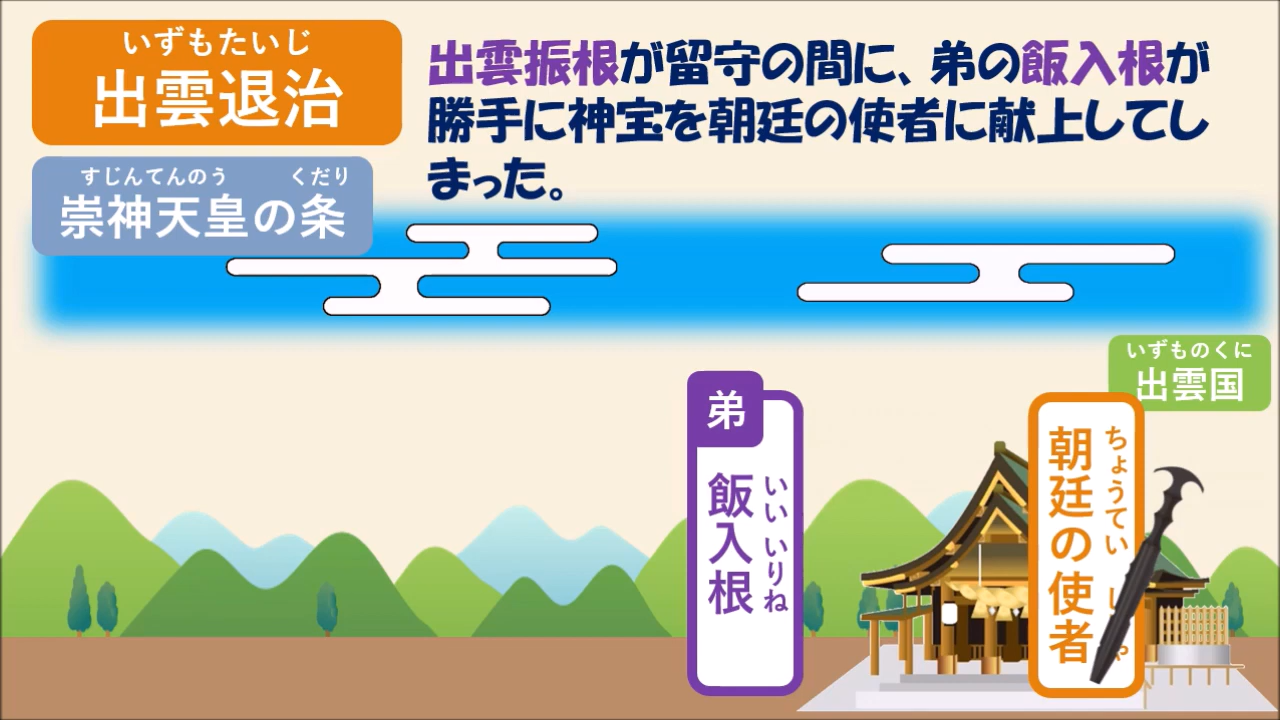 いずもたいじ
出雲退治
すじんてんのう くだり
崇神天皇の条
出雲振根が留守の間に、弟の飯入根が
勝手に神宝を朝廷の使者に献上してし
まった。
いずものくに
出雲国
弟
いい いりね
飯入根
ちょうてい
朝廷の使者